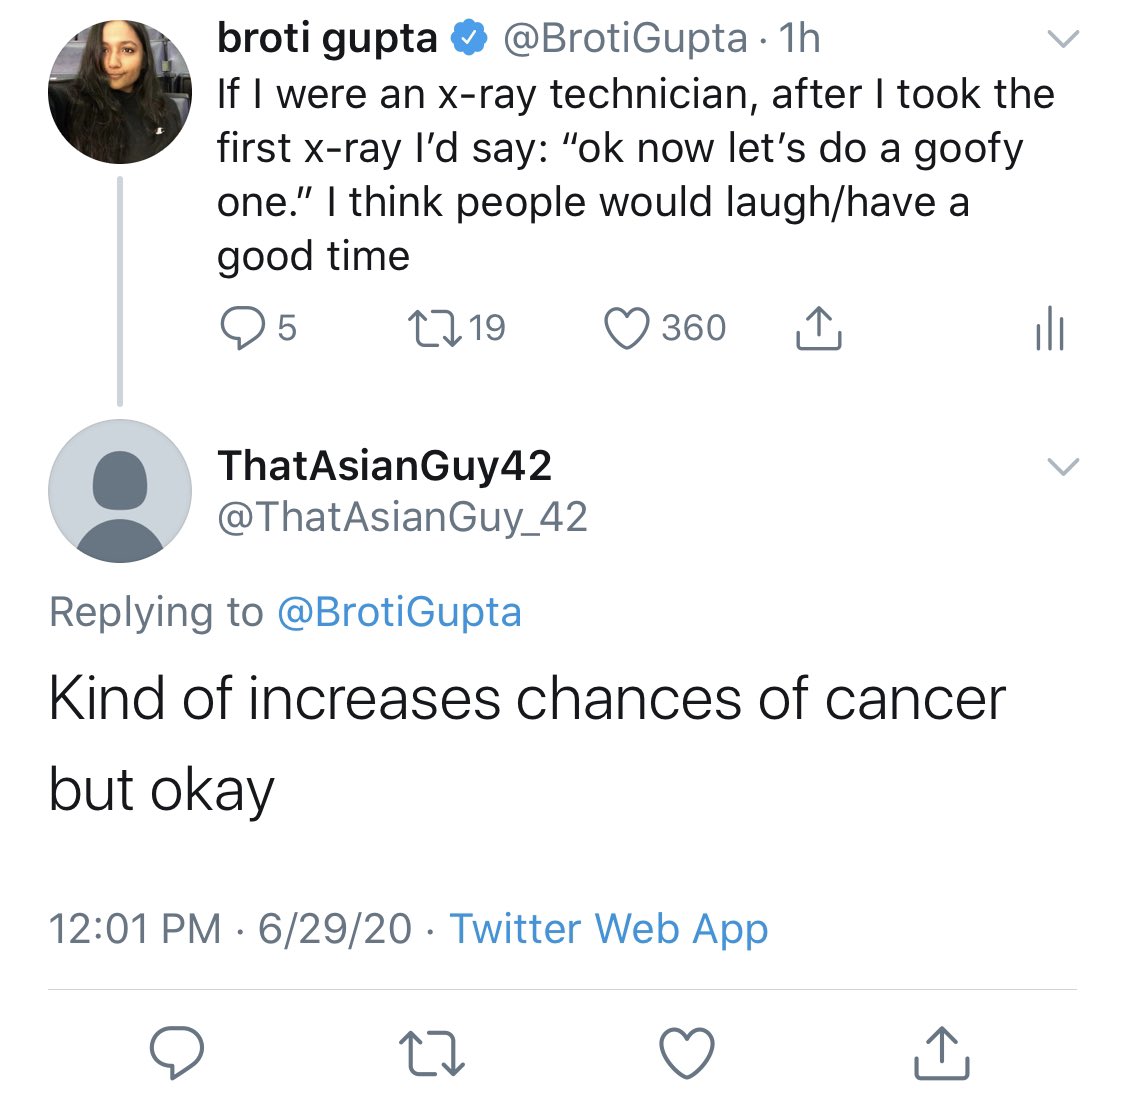 broti gupta @BrotiGupta · 1h
If I were an x-ray technician, after I took the
first x-ray I’d say: “ok now let’s do a goofy
one.” I think people would laugh/have a
good time
5 19 360
ThatAsianGuy42
@ThatAsianGuy_42
Replying to @BrotiGupta
Kind of increases chances of cancer
but okay
12:01 PM · 6/29/20 · Twitter Web App